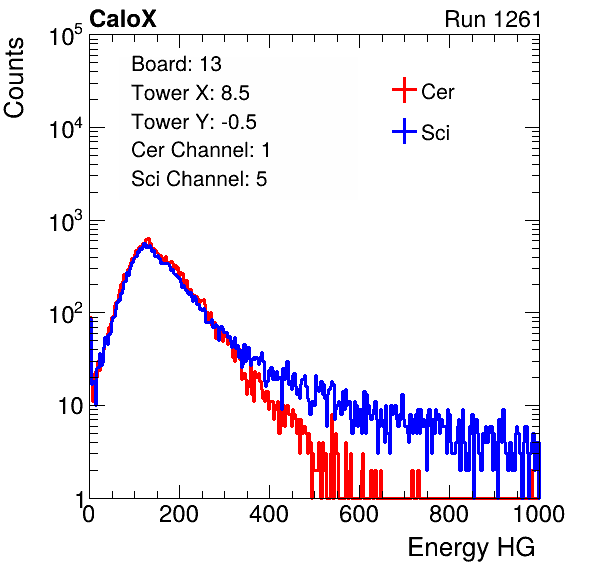 CaloX Run 1261
Counts
10^5
10^4
10^3
10^2
10
1
Board: 13
Tower X: 8.5
Tower Y: -0.5
Cer Channel: 1
Sci Channel: 5
Cer
Sci
0 200 400 600 800 1000
Energy HG